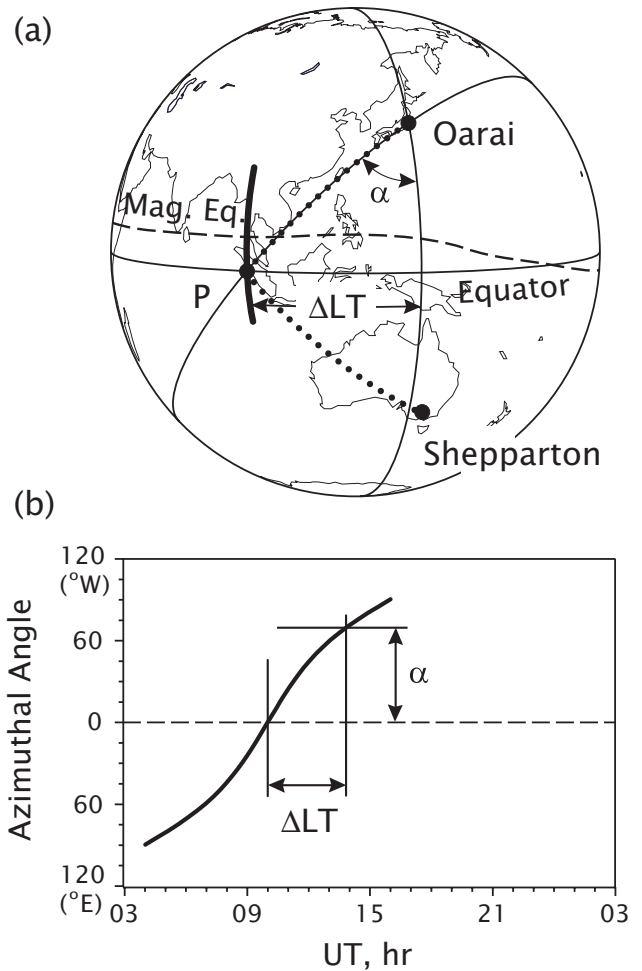 (a)
Oarai
α
Mag. Eq.
P
ΔLT
Equator
Shepparton
(b)
120
(°W)
60
0
60
120
(°E)
Azimuthal Angle
α
ΔLT
03 09 15 21 03
UT, hr